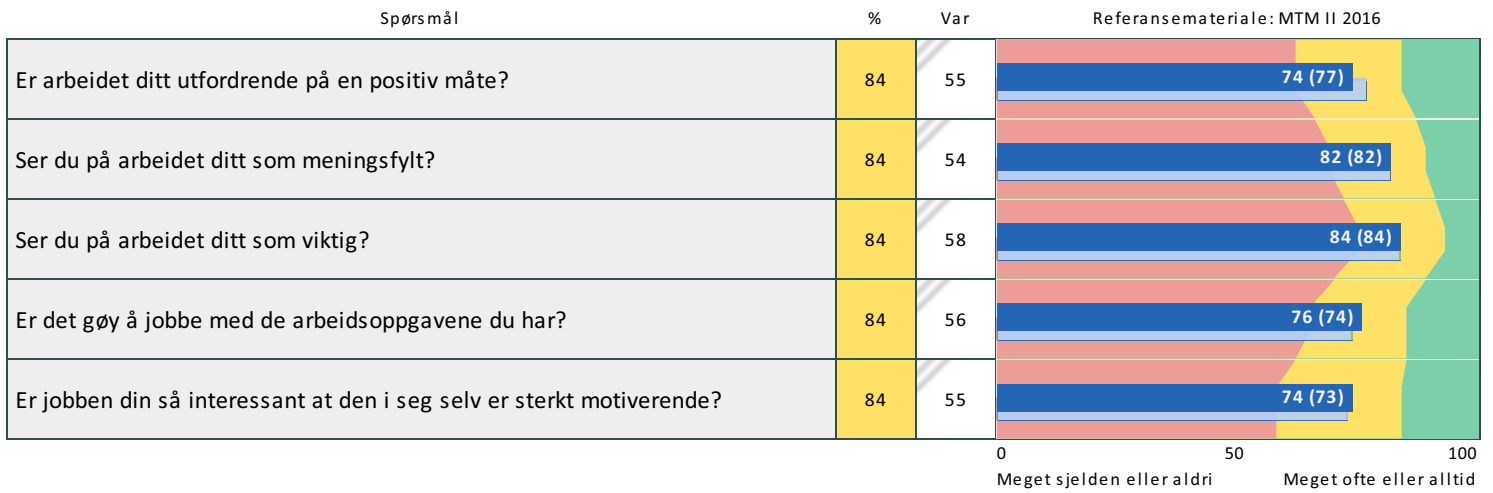 Spørsmål % Var Referansemateriale: MTM II 2016
Er arbeidet ditt utfordrende på en positiv måte? 84 55 74 (77)
Ser du på arbeidet ditt som meningsfylt? 84 54 82 (82)
Ser du på arbeidet ditt som viktig? 84 58 84 (84)
Er det gøy å jobbe med de arbeidsoppgavene du har? 84 56 76 (74)
Er jobben din så interessant at den i seg selv er sterkt motiverende? 84 55 74 (73)
0 50 100
Meget sjelden eller aldri Meget ofte eller alltid